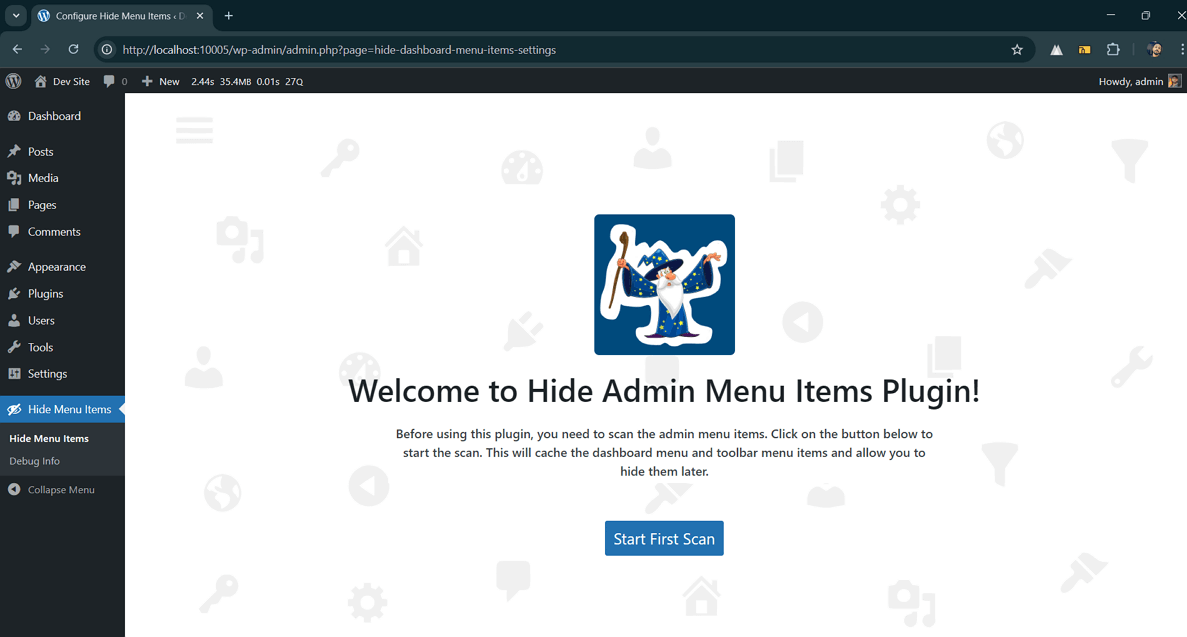 Configure Hide Menu Items ‹ D
http://localhost:10005/wp-admin/admin.php?page=hide-dashboard-menu-items-settings
Dev Site 0 New 2.44s 35.4MB 0.01s 27Q Howdy, admin
Dashboard
Posts
Media
Pages
Comments
Appearance
Plugins
Users
Tools
Settings
Hide Menu Items
Hide Menu Items
Debug Info
Collapse Menu
Welcome to Hide Admin Menu Items Plugin!
Before using this plugin, you need to scan the admin menu items. Click on the button below to
start the scan. This will cache the dashboard menu and toolbar menu items and allow you to
hide them later.
Start First Scan